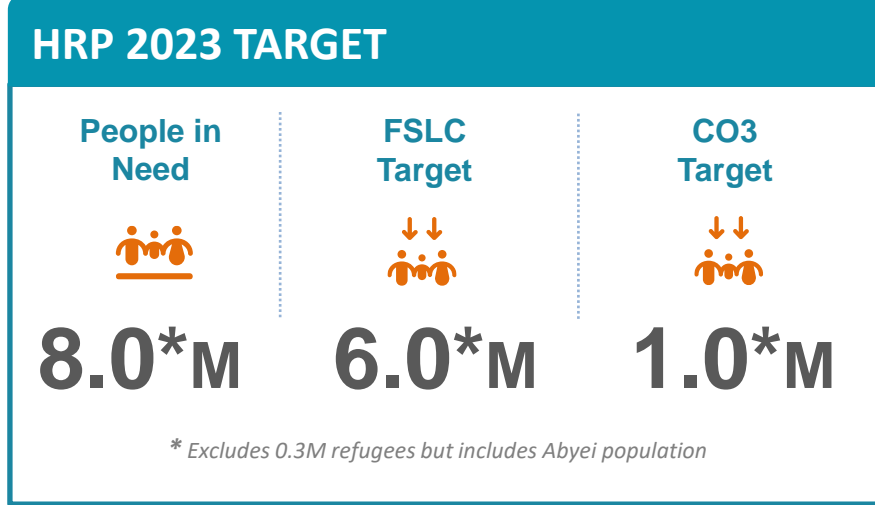 HRP 2023 TARGET
People in
Need
FSLC
Target
CO3
Target
8.0*M
6.0*M
1.0*M
* Excludes 0.3M refugees but includes Abyei population